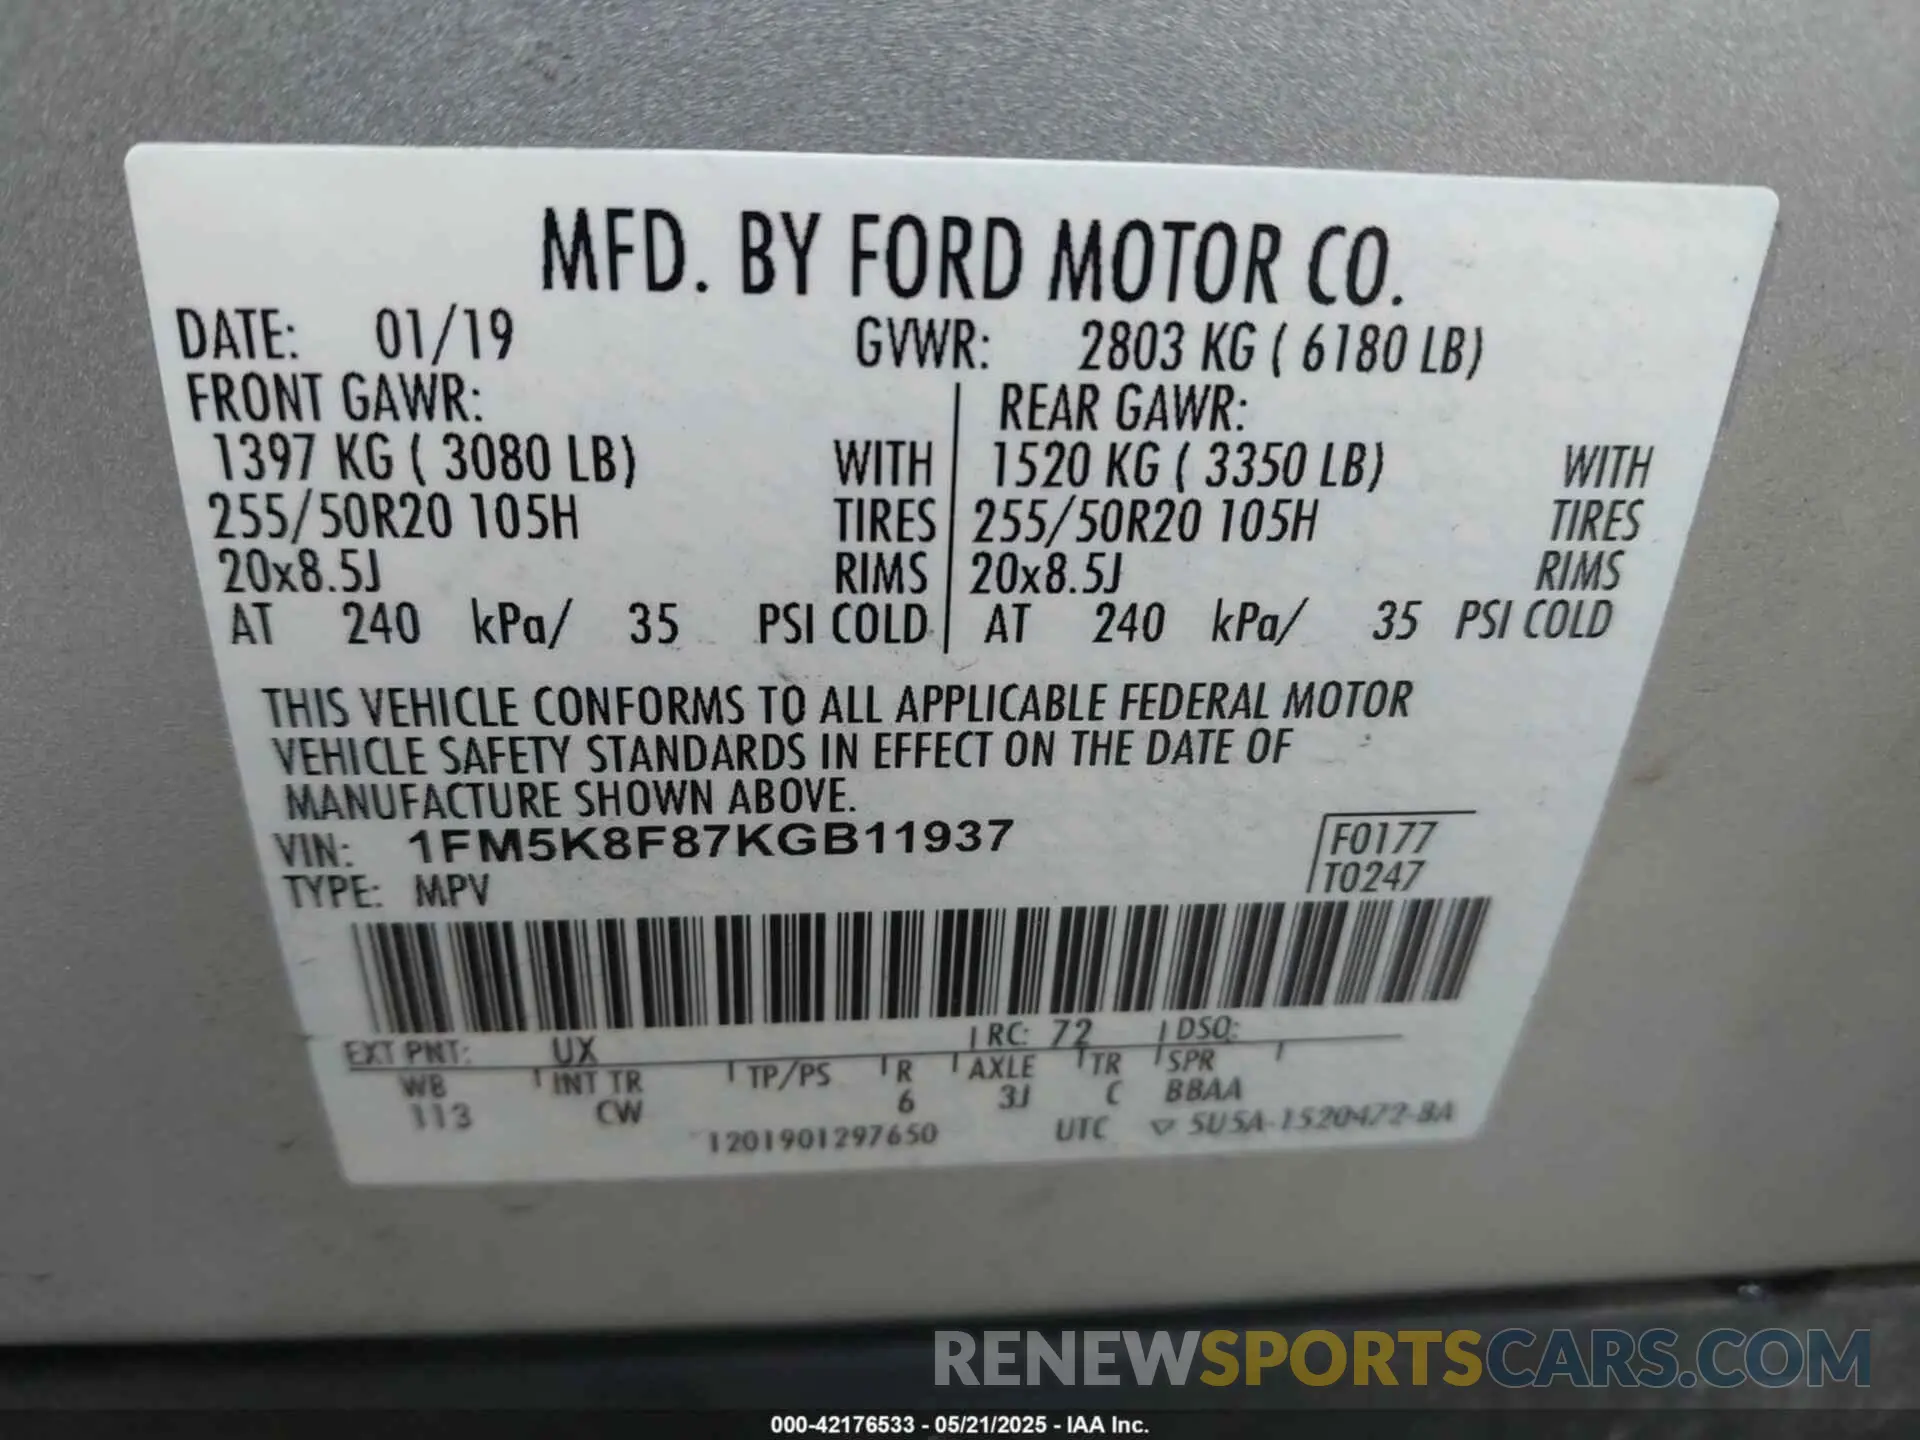 MFD. BY FORD MOTOR CO.
DATE: 01/19 GVWR: 2803 KG ( 6180 LB)
FRONT GAWR: REAR GAWR:
1397 KG ( 3080 LB) WITH 1520 KG ( 3350 LB) WITH
255/50R20 105H TIRES 255/50R20 105H TIRES
20x8.5J RIMS 20x8.5J RIMS
AT 240 kPa/ 35 PSI COLD AT 240 kPa/ 35 PSI COLD
THIS VEHICLE CONFORMS TO ALL APPLICABLE FEDERAL MOTOR
VEHICLE SAFETY STANDARDS IN EFFECT ON THE DATE OF
MANUFACTURE SHOWN ABOVE.
VIN: 1FM5K8F87KGB11937 F0177
TYPE: MPV T0247
EXT PNT: UX RC: 72 DSO:
WB INT TR TP/PS R AXLE TR SPR
113 CW 6 3J C BBAA
1201901297650 UTC ▽ 5U5A-1520472-BA
RENEWSPORTSCARS.COM
000-42176533 - 05/21/2025 - IAA Inc.